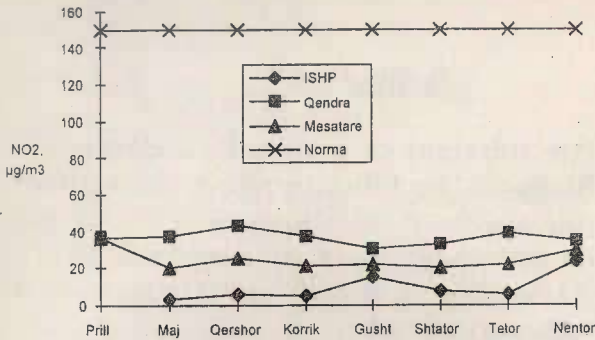 160
140
120
100
80
60
40
20
0
NO2,
µg/m3
ISHP
Qendra
Mesatare
Norma
Prill Maj Qershor Korrik Gusht Shtator Tetor Nentor